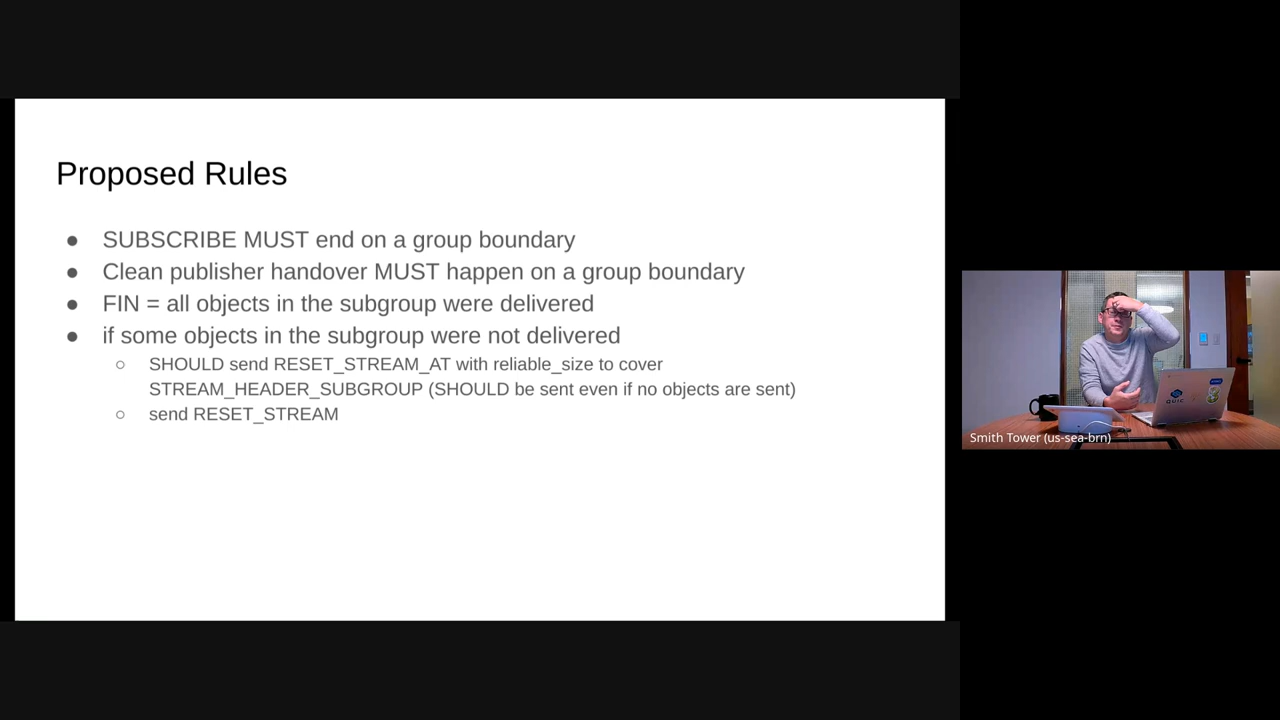 Proposed Rules
● SUBSCRIBE MUST end on a group boundary
● Clean publisher handover MUST happen on a group boundary
● FIN = all objects in the subgroup were delivered
● if some objects in the subgroup were not delivered
○ SHOULD send RESET_STREAM_AT with reliable_size to cover
STREAM_HEADER_SUBGROUP (SHOULD be sent even if no objects are sent)
○ send RESET_STREAM
QUIC
Smith Tower (us-sea-brn)